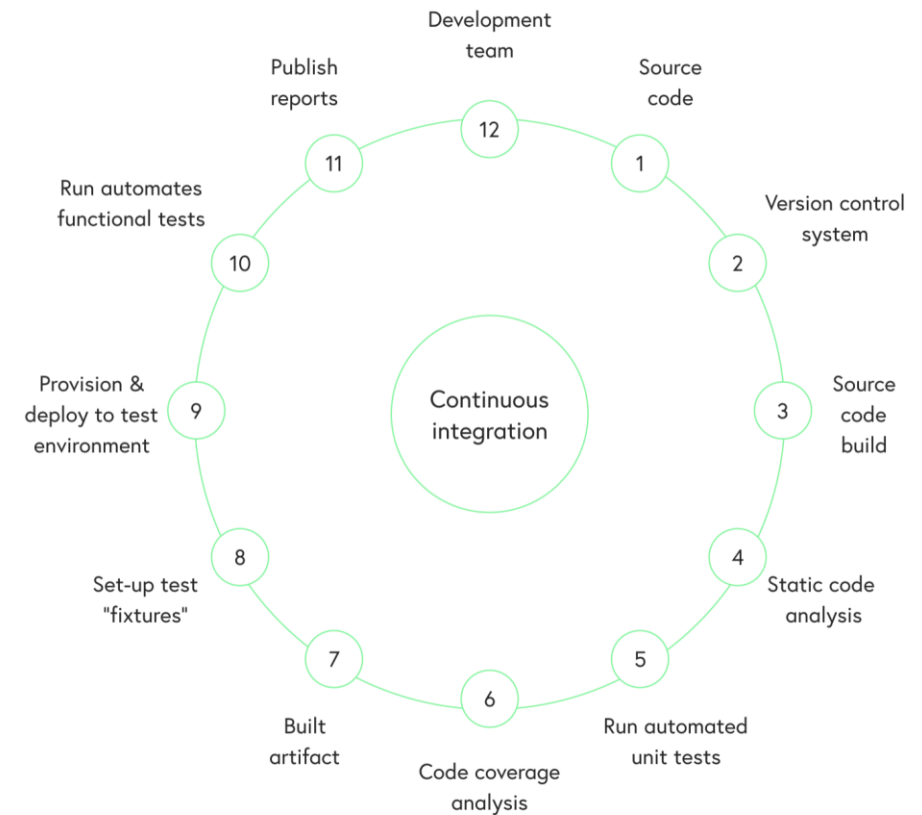 Development
team
12
Source
code
1
Version control
system
2
Source
code
build
3
Static code
analysis
4
Run automated
unit tests
5
Code coverage
analysis
6
Built
artifact
7
Set-up test
"fixtures"
8
Provision &
deploy to test
environment
9
Run automates
functional tests
10
Publish
reports
11
Continuous
integration